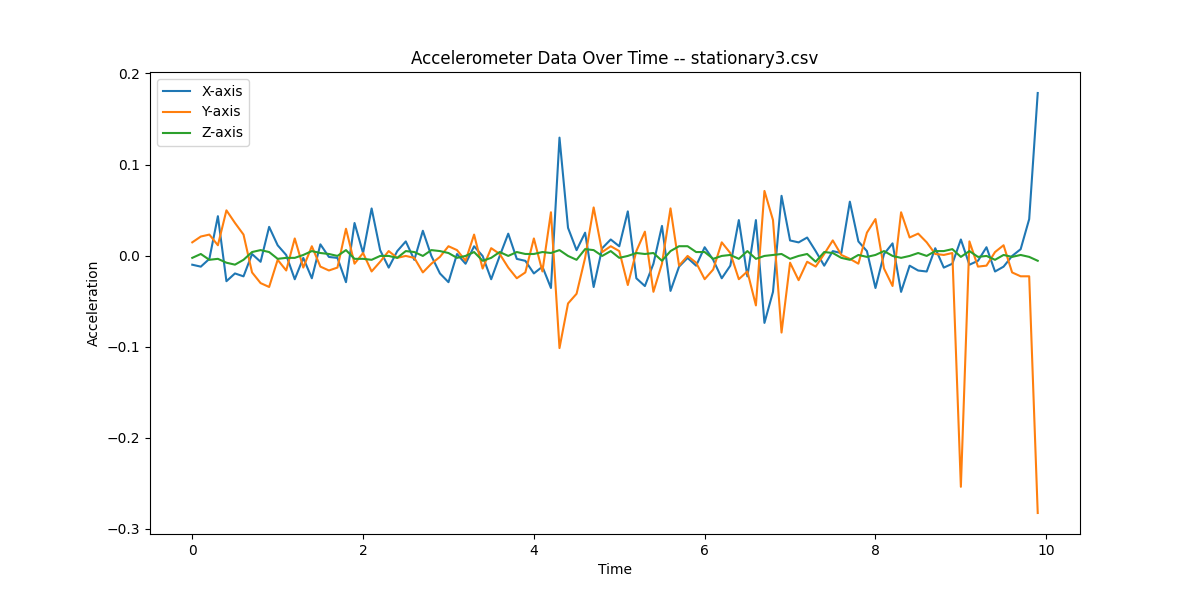 Accelerometer Data Over Time -- stationary3.csv
X-axis
Y-axis
Z-axis
0.2
0.1
0.0
−0.1
−0.2
−0.3
Acceleration
0
2
4
6
8
10
Time